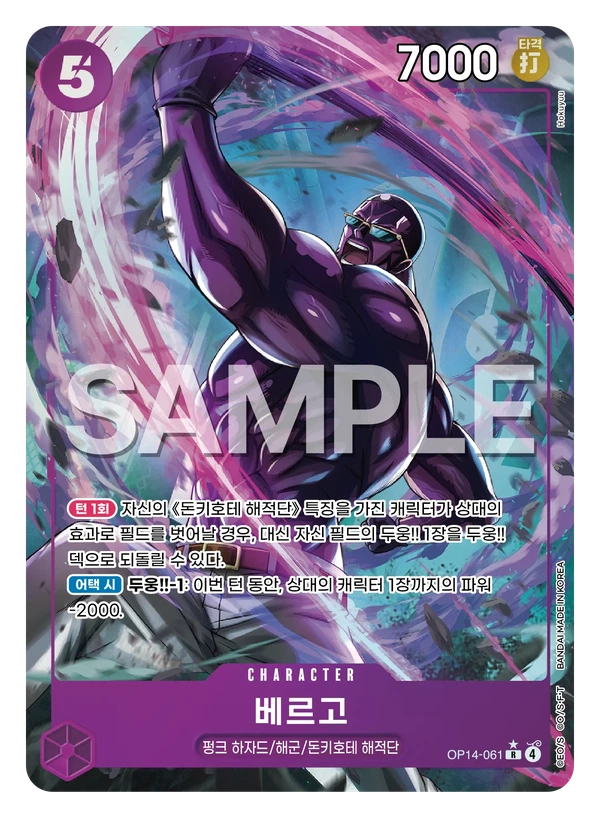 5
7000
타격
打
Hokuyuu
SAMPLE
턴 1회 자신의 《돈키호테 해적단》 특징을 가진 캐릭터가 상대의
효과로 필드를 벗어날 경우, 대신 자신 필드의 두웅!! 1장을 두웅!!
덱으로 되돌릴 수 있다.
어택 시 두웅!!-1: 이번 턴 동안, 상대의 캐릭터 1장까지의 파워
-2000.
CHARACTER
베르고
펑크 하자드/해군/돈키호테 해적단
OP14-061 R 4
©EO/S ©O/S·F·T BANDAI MADE IN KOREA